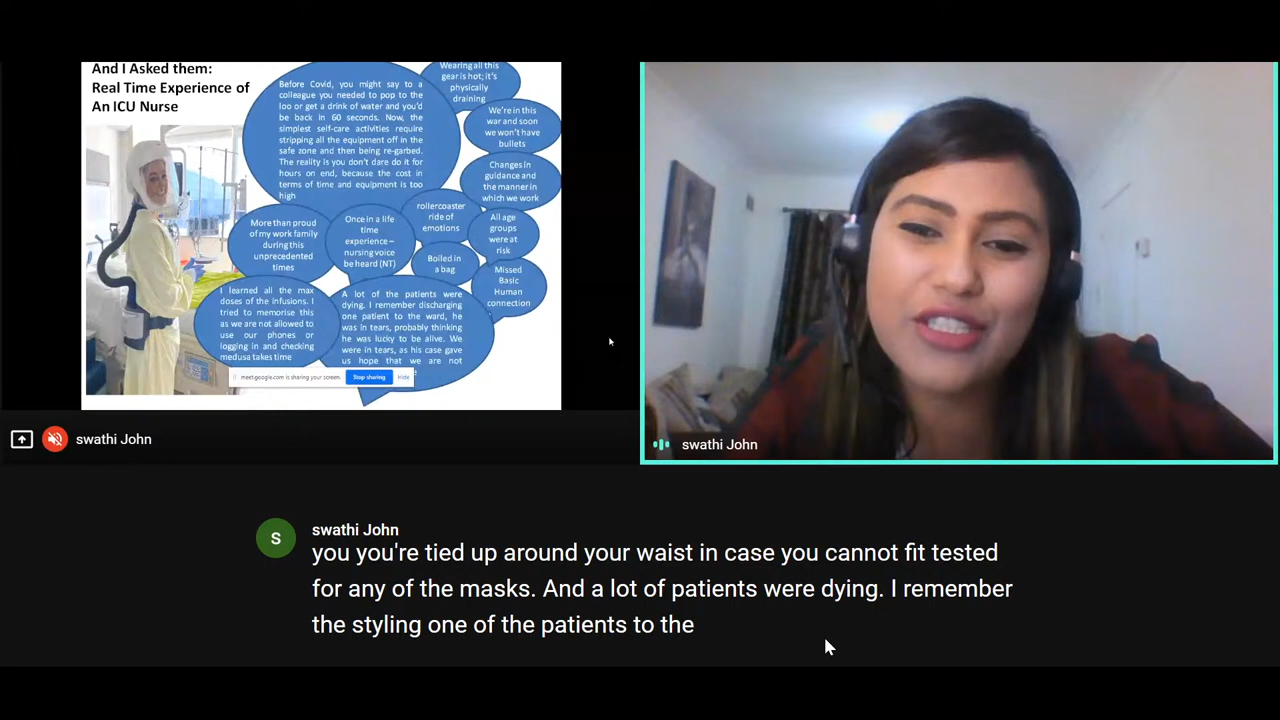 And I Asked them:
Real Time Experience of
An ICU Nurse
Before Covid, you might say to a
colleague you needed to pop to the
loo or get a drink of water and you'd
be back in 60 seconds. Now, the
simplest self-care activities require
stripping all the equipment off in the
safe zone and then being re-garbed.
The reality is you don't dare do it for
hours on end, because the cost in
terms of time and equipment is too
high
Wearing all this
gear is hot; it's
physically
draining
We're in this
war and soon
we won't have
bullets
Changes in
guidance and
the manner in
which we work
More than proud
of my work family
during this
unprecedented
times
Once in a life
time
experience –
nursing voice
be heard (NT)
rollercoaster
ride of
emotions
All age
groups
were at
risk
Boiled in
a bag
Missed
Basic
Human
connection
I learned all the max
doses of the infusions. I
tried to memorise this
as we are not allowed to
use our phones or
logging in and checking
medusa takes time
A lot of the patients were
dying. I remember discharging
one patient to the ward, he
was in tears, probably thinking
he was lucky to be alive. We
were in tears, as his case gave
us hope that we are not
meet.google.com is sharing your screen.
Stop sharing
Hide
swathi John
swathi John
S
swathi John
you you're tied up around your waist in case you cannot fit tested
for any of the masks. And a lot of patients were dying. I remember
the styling one of the patients to the